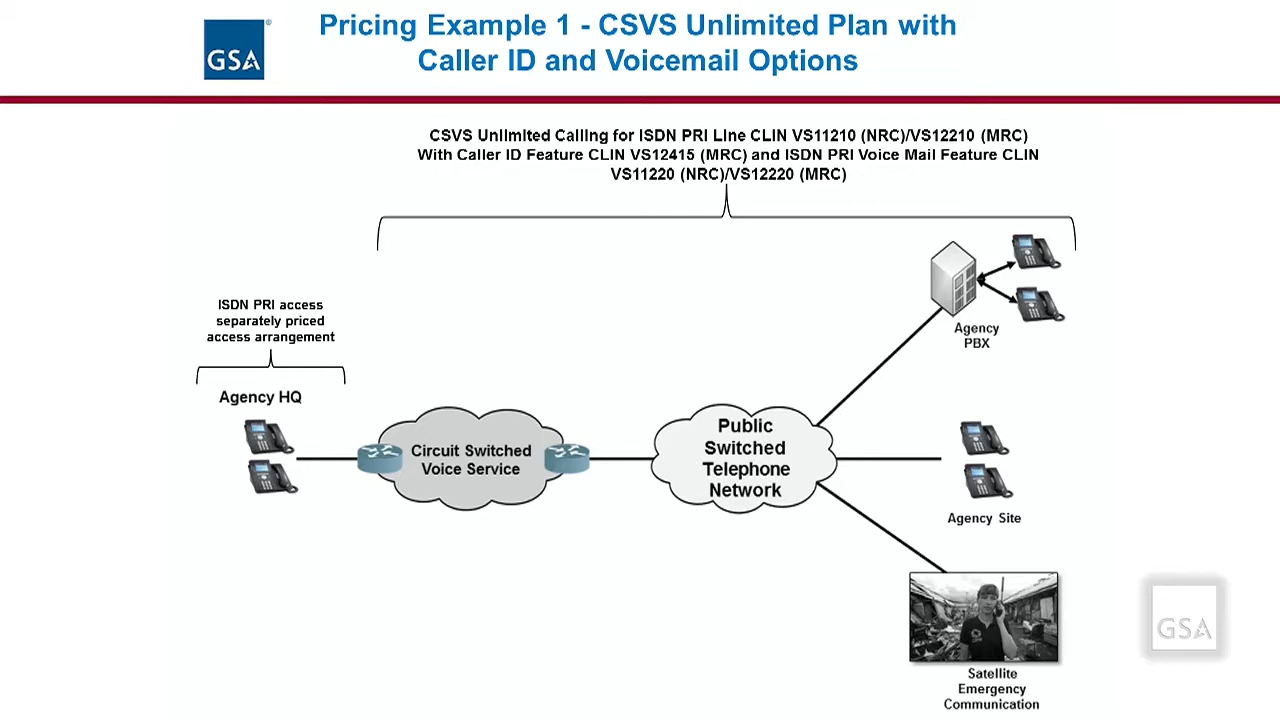 GSA
Pricing Example 1 - CSVS Unlimited Plan with
Caller ID and Voicemail Options
CSVS Unlimited Calling for ISDN PRI Line CLIN VS11210 (NRC)/VS12210 (MRC)
With Caller ID Feature CLIN VS12415 (MRC) and ISDN PRI Voice Mail Feature CLIN
VS11220 (NRC)/VS12220 (MRC)
ISDN PRI access
separately priced
access arrangement
Agency HQ
Circuit Switched
Voice Service
Public
Switched
Telephone
Network
Agency
PBX
Agency Site
Satellite
Emergency
Communication
GSA